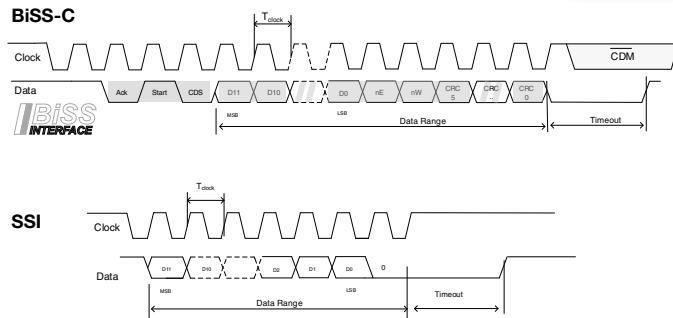 BiSS-C
Tclock
Clock
CDM
Data
Ack Start CDS D11 D10 D0 nE nW CRC 5 CRC .. CRC 0
BiSS
INTERFACE
MSB
LSB
Data Range
Timeout
Tclock
SSI
Clock
Data
D11 D10 D2 D1 D0 0
MSB
LSB
Data Range
Timeout